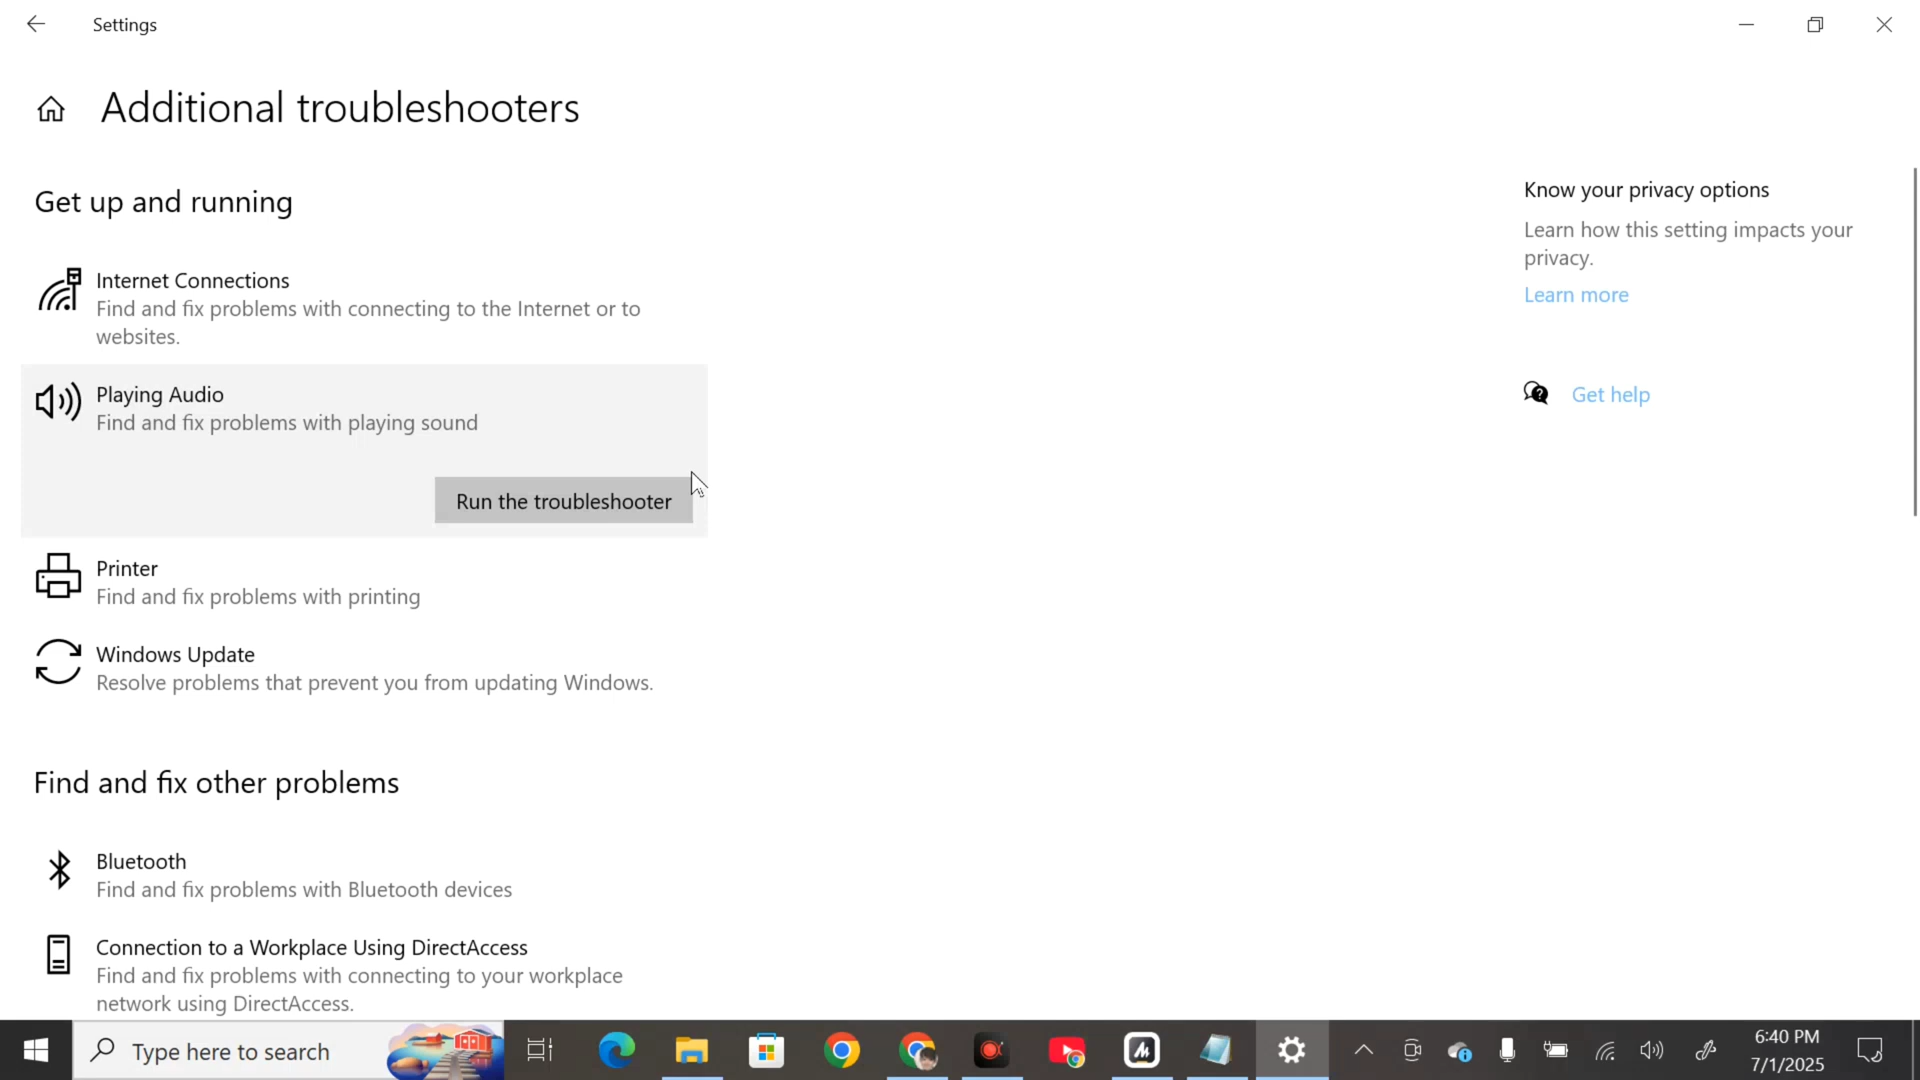 Settings
Additional troubleshooters
Get up and running
Internet Connections
Find and fix problems with connecting to the Internet or to
websites.
Playing Audio
Find and fix problems with playing sound
Run the troubleshooter
Printer
Find and fix problems with printing
Windows Update
Resolve problems that prevent you from updating Windows.
Find and fix other problems
Bluetooth
Find and fix problems with Bluetooth devices
Connection to a Workplace Using DirectAccess
Find and fix problems with connecting to your workplace
network using DirectAccess.
Know your privacy options
Learn how this setting impacts your
privacy.
Learn more
Get help
Type here to search
6:40 PM
7/1/2025